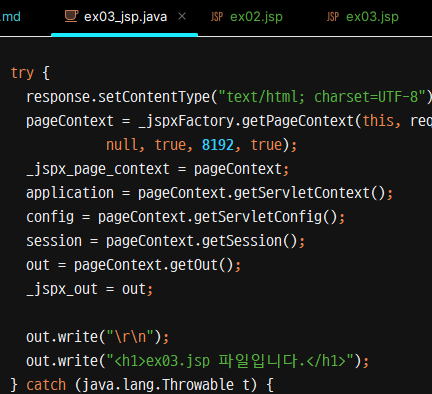 .md ex03_jsp.java × JSP ex02.jsp JSP ex03.jsp
try {
response.setContentType("text/html; charset=UTF-8")
pageContext = _jspxFactory.getPageContext(this, req
null, true, 8192, true);
_jspx_page_context = pageContext;
application = pageContext.getServletContext();
config = pageContext.getServletConfig();
session = pageContext.getSession();
out = pageContext.getOut();
_jspx_out = out;
out.write("\r\n");
out.write("<h1>ex03.jsp 파일입니다.</h1>");
} catch (java.lang.Throwable t) {